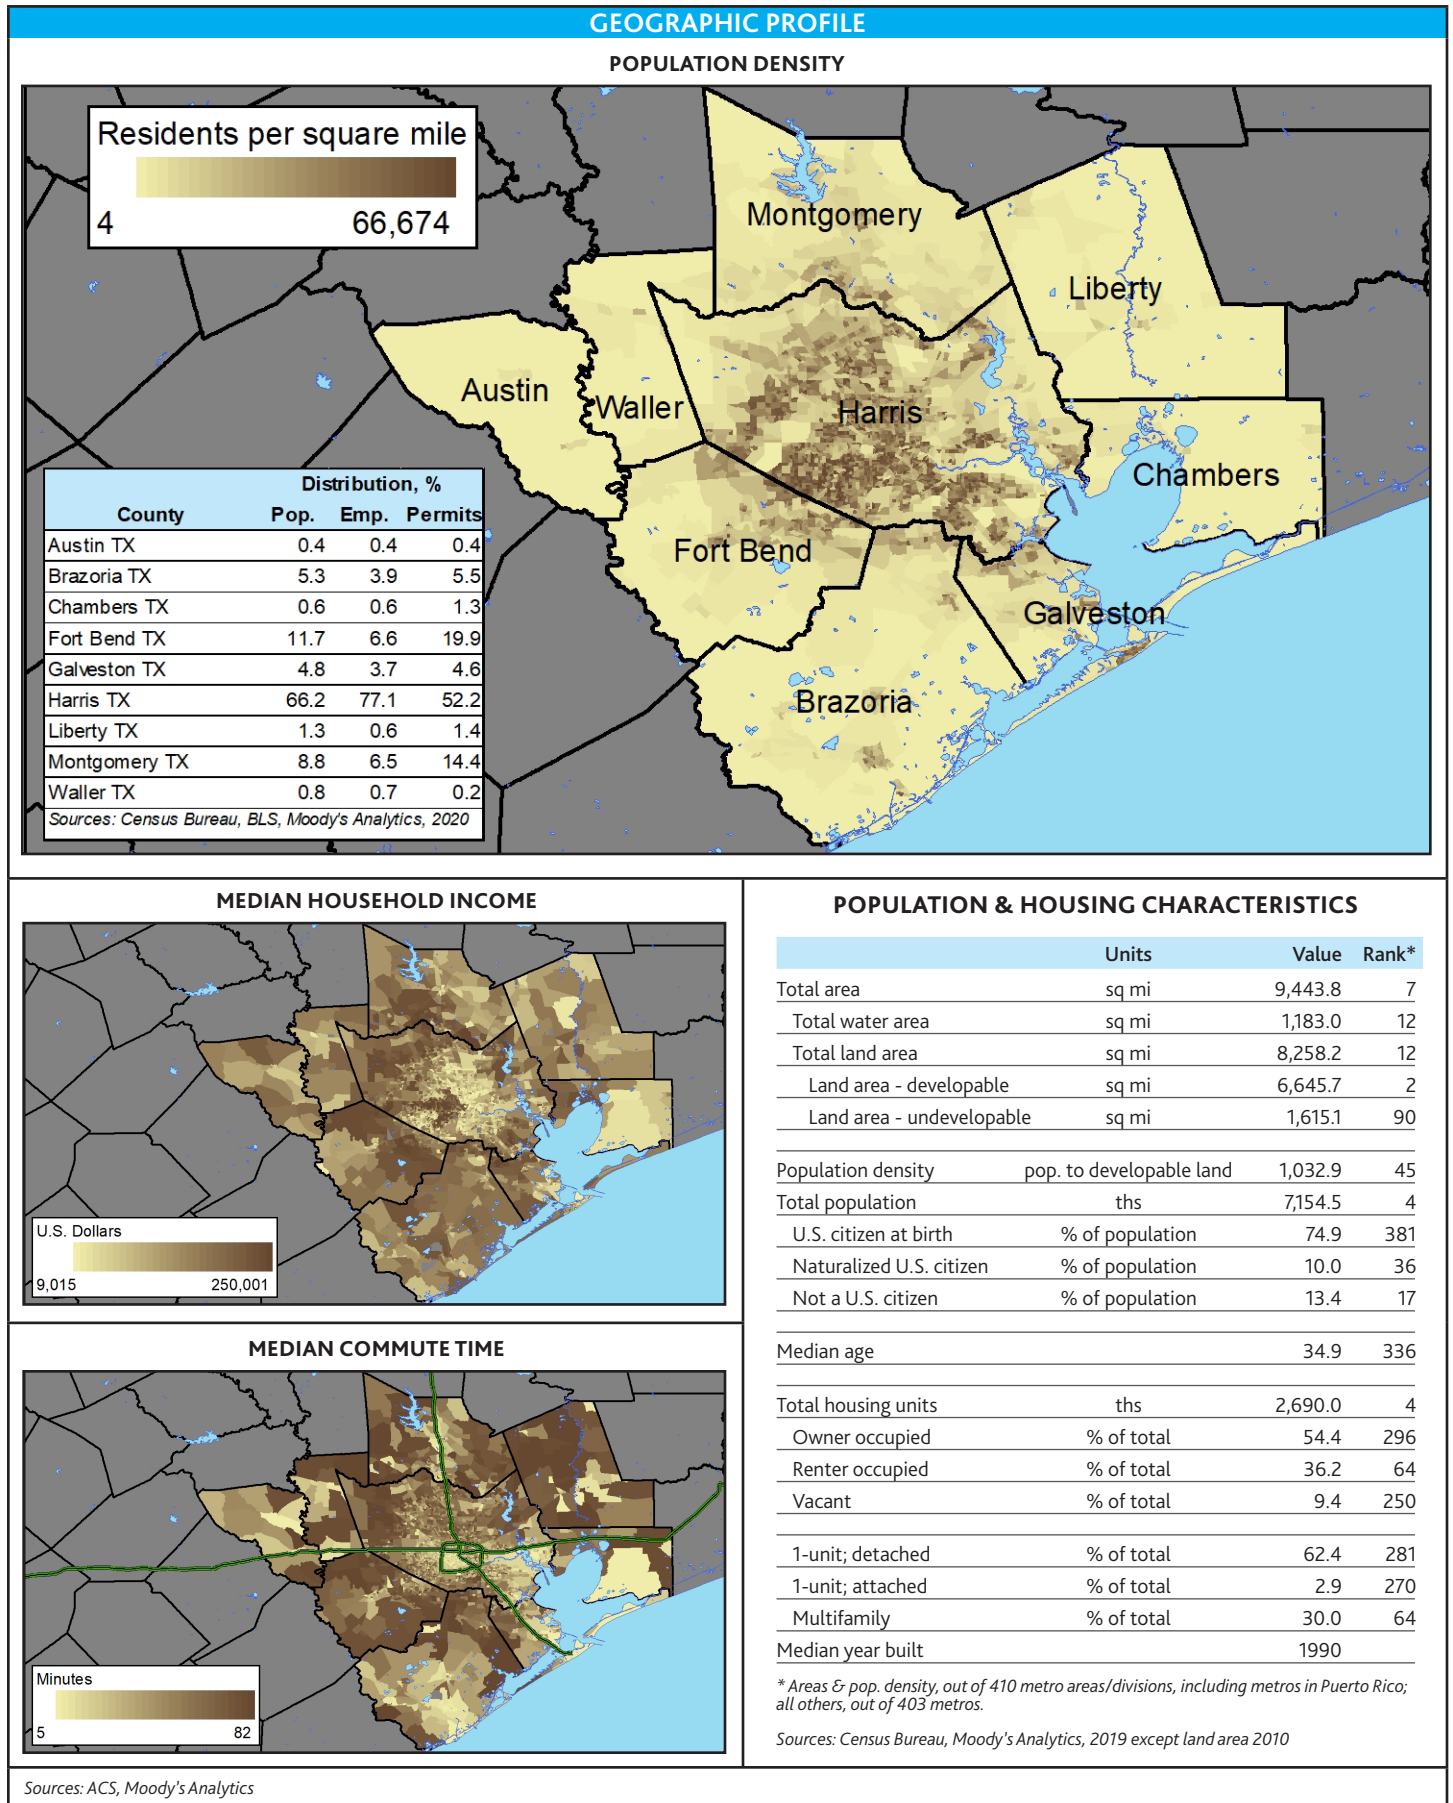 GEOGRAPHIC PROFILE
POPULATION DENSITY
Residents per square mile
4 66,674
Montgomery
Liberty
Austin
Waller
Harris
Chambers
Fort Bend
Galveston
Brazoria
Distribution, %
County Pop. Emp. Permits
Austin TX 0.4 0.4 0.4
Brazoria TX 5.3 3.9 5.5
Chambers TX 0.6 0.6 1.3
Fort Bend TX 11.7 6.6 19.9
Galveston TX 4.8 3.7 4.6
Harris TX 66.2 77.1 52.2
Liberty TX 1.3 0.6 1.4
Montgomery TX 8.8 6.5 14.4
Waller TX 0.8 0.7 0.2
Sources: Census Bureau, BLS, Moody's Analytics, 2020
MEDIAN HOUSEHOLD INCOME
U.S. Dollars
9,015 250,001
MEDIAN COMMUTE TIME
Minutes
5 82
POPULATION & HOUSING CHARACTERISTICS
Units Value Rank*
Total area sq mi 9,443.8 7
Total water area sq mi 1,183.0 12
Total land area sq mi 8,258.2 12
Land area - developable sq mi 6,645.7 2
Land area - undevelopable sq mi 1,615.1 90
Population density pop. to developable land 1,032.9 45
Total population ths 7,154.5 4
U.S. citizen at birth % of population 74.9 381
Naturalized U.S. citizen % of population 10.0 36
Not a U.S. citizen % of population 13.4 17
Median age 34.9 336
Total housing units ths 2,690.0 4
Owner occupied % of total 54.4 296
Renter occupied % of total 36.2 64
Vacant % of total 9.4 250
1-unit; detached % of total 62.4 281
1-unit; attached % of total 2.9 270
Multifamily % of total 30.0 64
Median year built 1990
* Areas & pop. density, out of 410 metro areas/divisions, including metros in Puerto Rico;
all others, out of 403 metros.
Sources: Census Bureau, Moody's Analytics, 2019 except land area 2010
Sources: ACS, Moody's Analytics